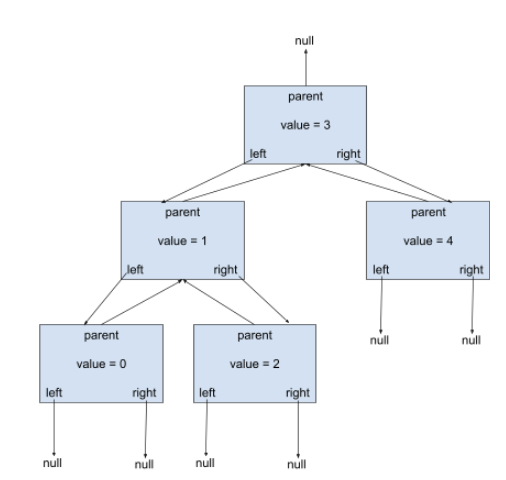 null
parent
value = 3
left right
parent
value = 1
left right
parent
value = 4
left right
null null
parent
value = 0
left right
parent
value = 2
left right
null null null null